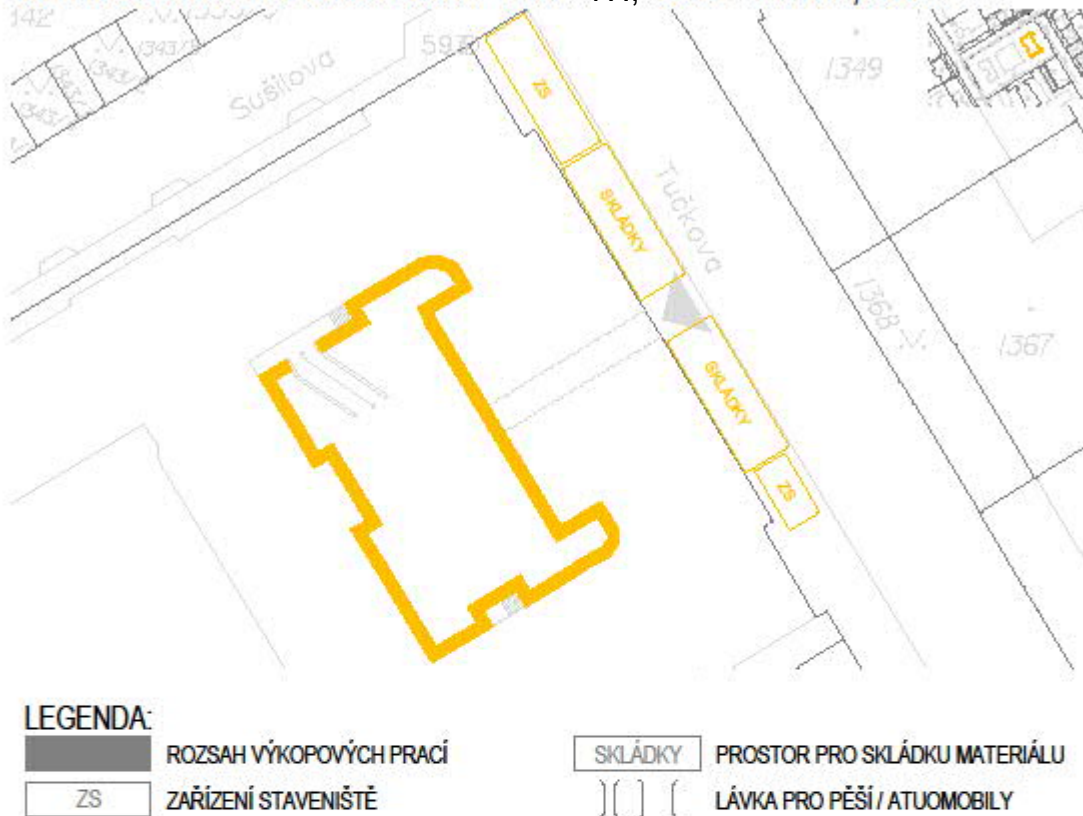 Sušilova
1349
ZS
SKLÁDKY
Tučkova
1368
1367
SKLÁDKY
ZS
LEGENDA:
ROZSAH VÝKOPOVÝCH PRACÍ
SKLÁDKY PROSTOR PRO SKLÁDKU MATERIÁLU
ZS ZAŘÍZENÍ STAVENIŠTĚ
LÁVKA PRO PĚŠÍ / ATUOMOBILY